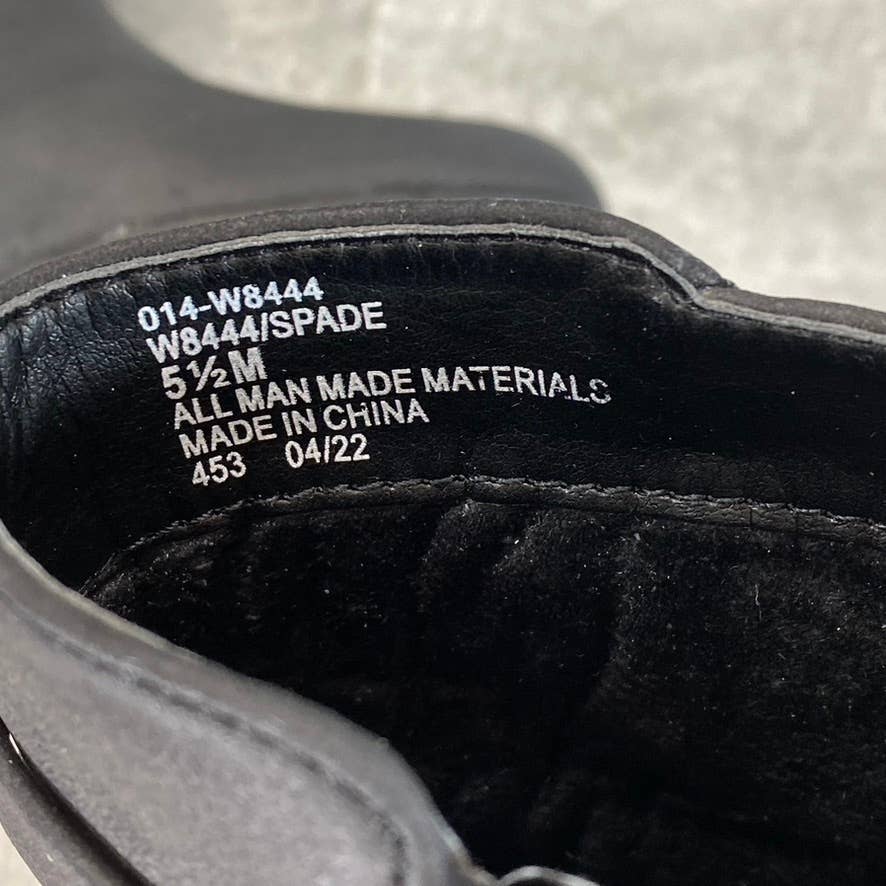 014-W8444
W8444/SPADE
5½M
ALL MAN MADE MATERIALS
MADE IN CHINA
453 04/22